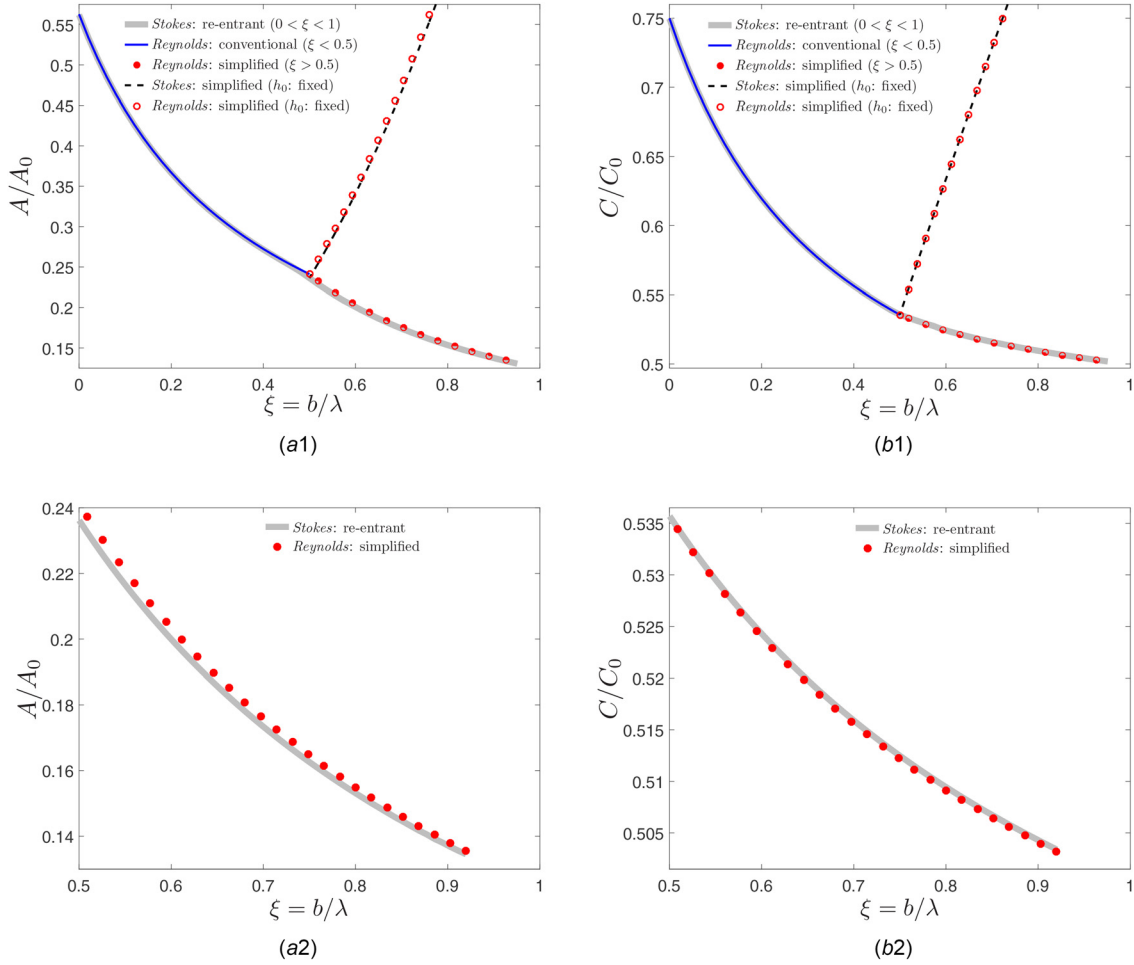 Stokes: re-entrant (0 < ξ < 1)
Reynolds: conventional (ξ < 0.5)
Reynolds: simplified (ξ > 0.5)
Stokes: simplified (h₀: fixed)
Reynolds: simplified (h₀: fixed)
0.55
0.5
0.45
0.4
0.35
0.3
0.25
0.2
0.15
A/A₀
0
0.2
0.4
0.6
0.8
1
ξ = b/λ
(a1)
Stokes: re-entrant (0 < ξ < 1)
Reynolds: conventional (ξ < 0.5)
Reynolds: simplified (ξ > 0.5)
Stokes: simplified (h₀: fixed)
Reynolds: simplified (h₀: fixed)
0.75
0.7
0.65
0.6
0.55
0.5
C/C₀
0
0.2
0.4
0.6
0.8
1
ξ = b/λ
(b1)
Stokes: re-entrant
Reynolds: simplified
0.24
0.22
0.2
0.18
0.16
0.14
A/A₀
0.5
0.6
0.7
0.8
0.9
1
ξ = b/λ
(a2)
Stokes: re-entrant
Reynolds: simplified
0.535
0.53
0.525
0.52
0.515
0.51
0.505
C/C₀
0.5
0.6
0.7
0.8
0.9
1
ξ = b/λ
(b2)